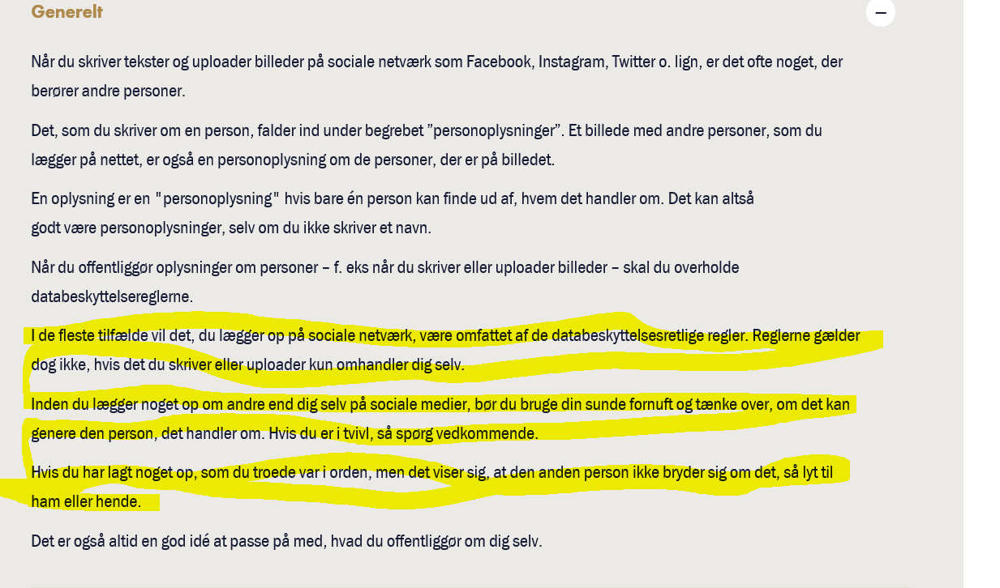 Generelt
Når du skriver tekster og uploader billeder på sociale netværk som Facebook, Instagram, Twitter o. lign, er det ofte noget, der
berører andre personer.
Det, som du skriver om en person, falder ind under begrebet ”personoplysninger”. Et billede med andre personer, som du
lægger på nettet, er også en personoplysning om de personer, der er på billedet.
En oplysning er en "personoplysning" hvis bare én person kan finde ud af, hvem det handler om. Det kan altså
godt være personoplysninger, selv om du ikke skriver et navn.
Når du offentliggør oplysninger om personer – f. eks når du skriver eller uploader billeder – skal du overholde
databeskyttelsereglerne.
I de fleste tilfælde vil det, du lægger op på sociale netværk, være omfattet af de databeskyttelsesretlige regler. Reglerne gælder
dog ikke, hvis det du skriver eller uploader kun omhandler dig selv.
Inden du lægger noget op om andre end dig selv på sociale medier, bør du bruge din sunde fornuft og tænke over, om det kan
genere den person, det handler om. Hvis du er i tvivl, så spørg vedkommende.
Hvis du har lagt noget op, som du troede var i orden, men det viser sig, at den anden person ikke bryder sig om det, så lyt til
ham eller hende.
Det er også altid en god idé at passe på med, hvad du offentliggør om dig selv.